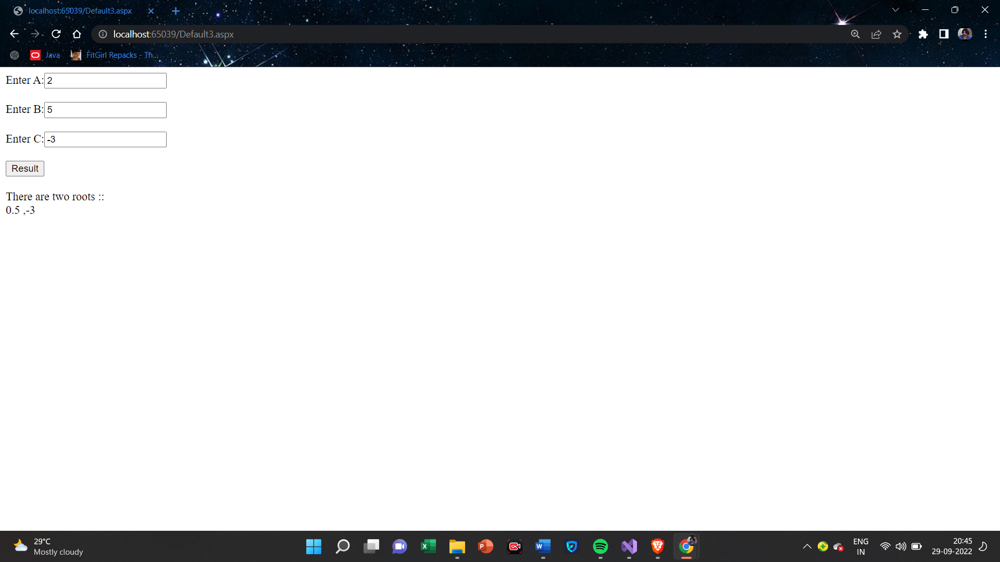 localhost:65039/Default3.aspx
localhost:65039/Default3.aspx
Java
FitGirl Repacks - Th...
Enter A: 2
Enter B: 5
Enter C: -3
Result
There are two roots ::
0.5 ,-3
29°C
Mostly cloudy
ENG
IN
20:45
29-09-2022